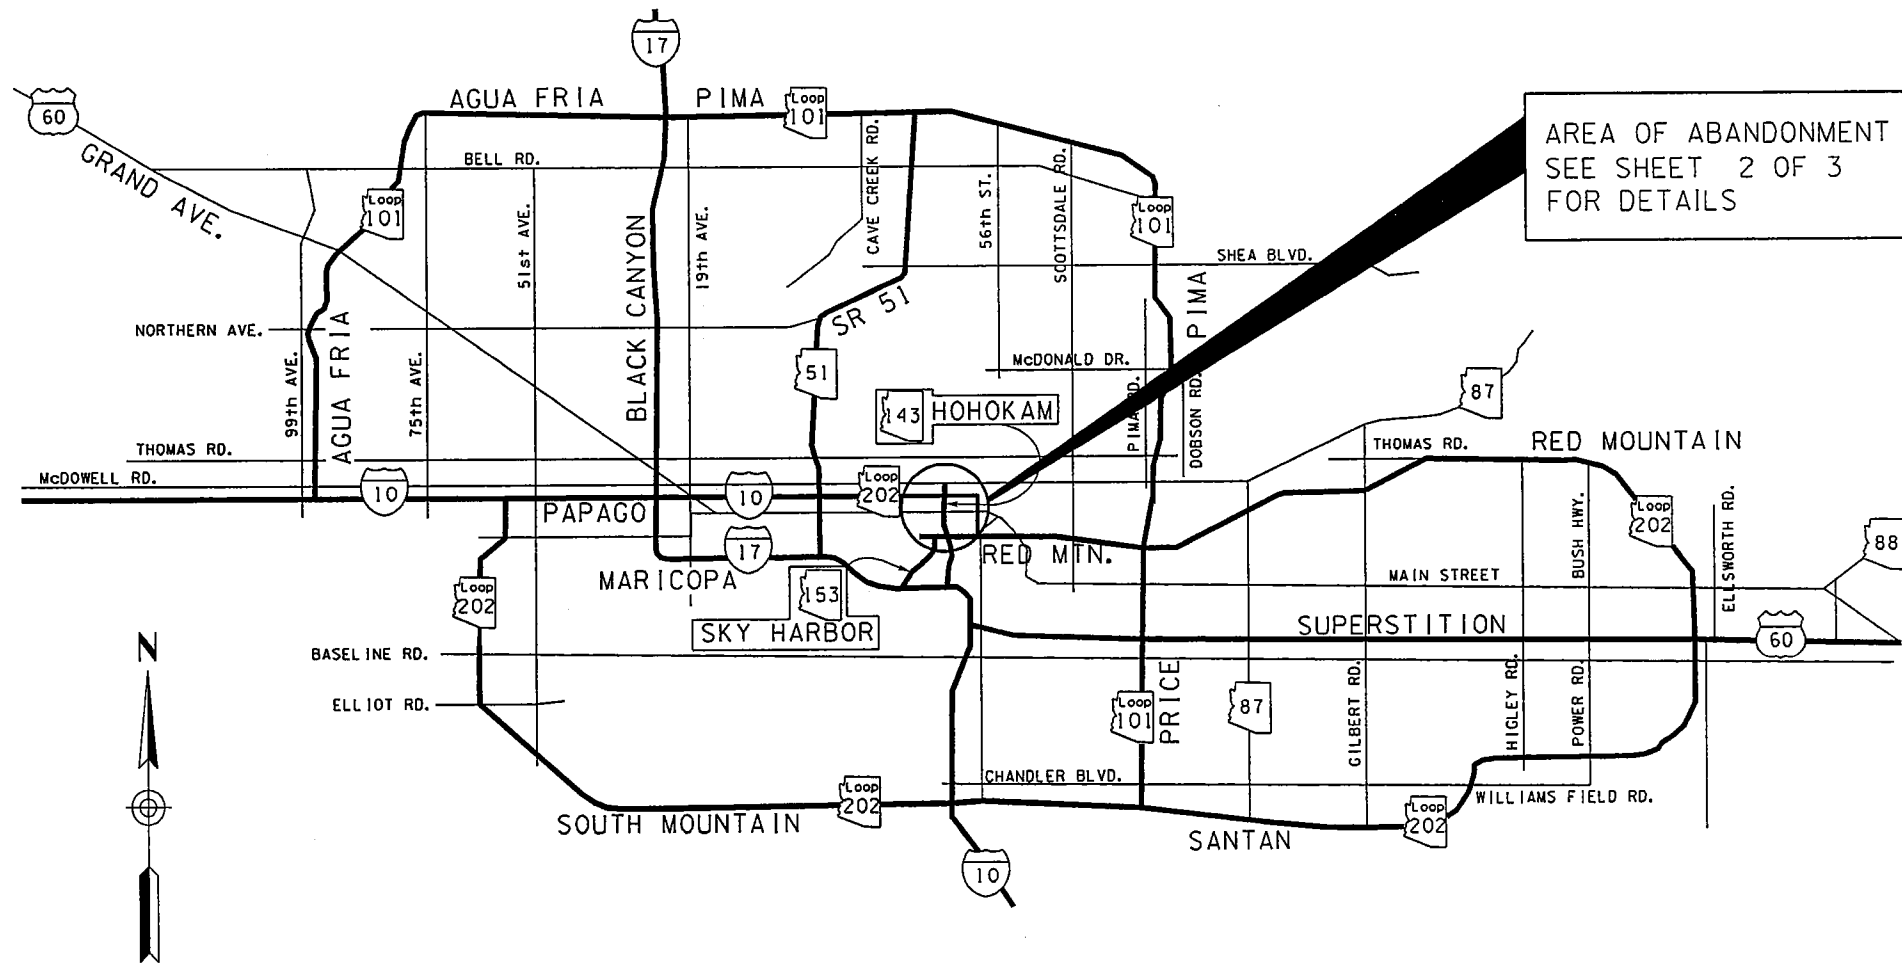 17
60
GRAND AVE.
AGUA FRIA
PIMA
Loop
101
AREA OF ABANDONMENT
SEE SHEET 2 OF 3
FOR DETAILS
BELL RD.
Loop
101
51st AVE.
BLACK CANYON
19th AVE.
CAVE CREEK RD.
56th ST.
SCOTTSDALE RD.
Loop
101
SHEA BLVD.
PIMA
SR 51
NORTHERN AVE.
99th AVE.
AGUA FRIA
75th AVE.
51
McDONALD DR.
143
HOHOKAM
PIMA RD.
DOBSON RD.
87
THOMAS RD.
THOMAS RD.
RED MOUNTAIN
McDOWELL RD.
10
PAPAGO
10
Loop
202
Loop
202
BUSH HWY.
ELLSWORTH RD.
88
17
MARICOPA
RED MTN.
MAIN STREET
Loop
202
153
SKY HARBOR
SUPERSTITION
60
N
BASELINE RD.
ELLIOT RD.
Loop
101
PRICE
87
GILBERT RD.
HIGLEY RD.
POWER RD.
CHANDLER BLVD.
WILLIAMS FIELD RD.
Loop
202
SOUTH MOUNTAIN
SANTAN
Loop
202
10